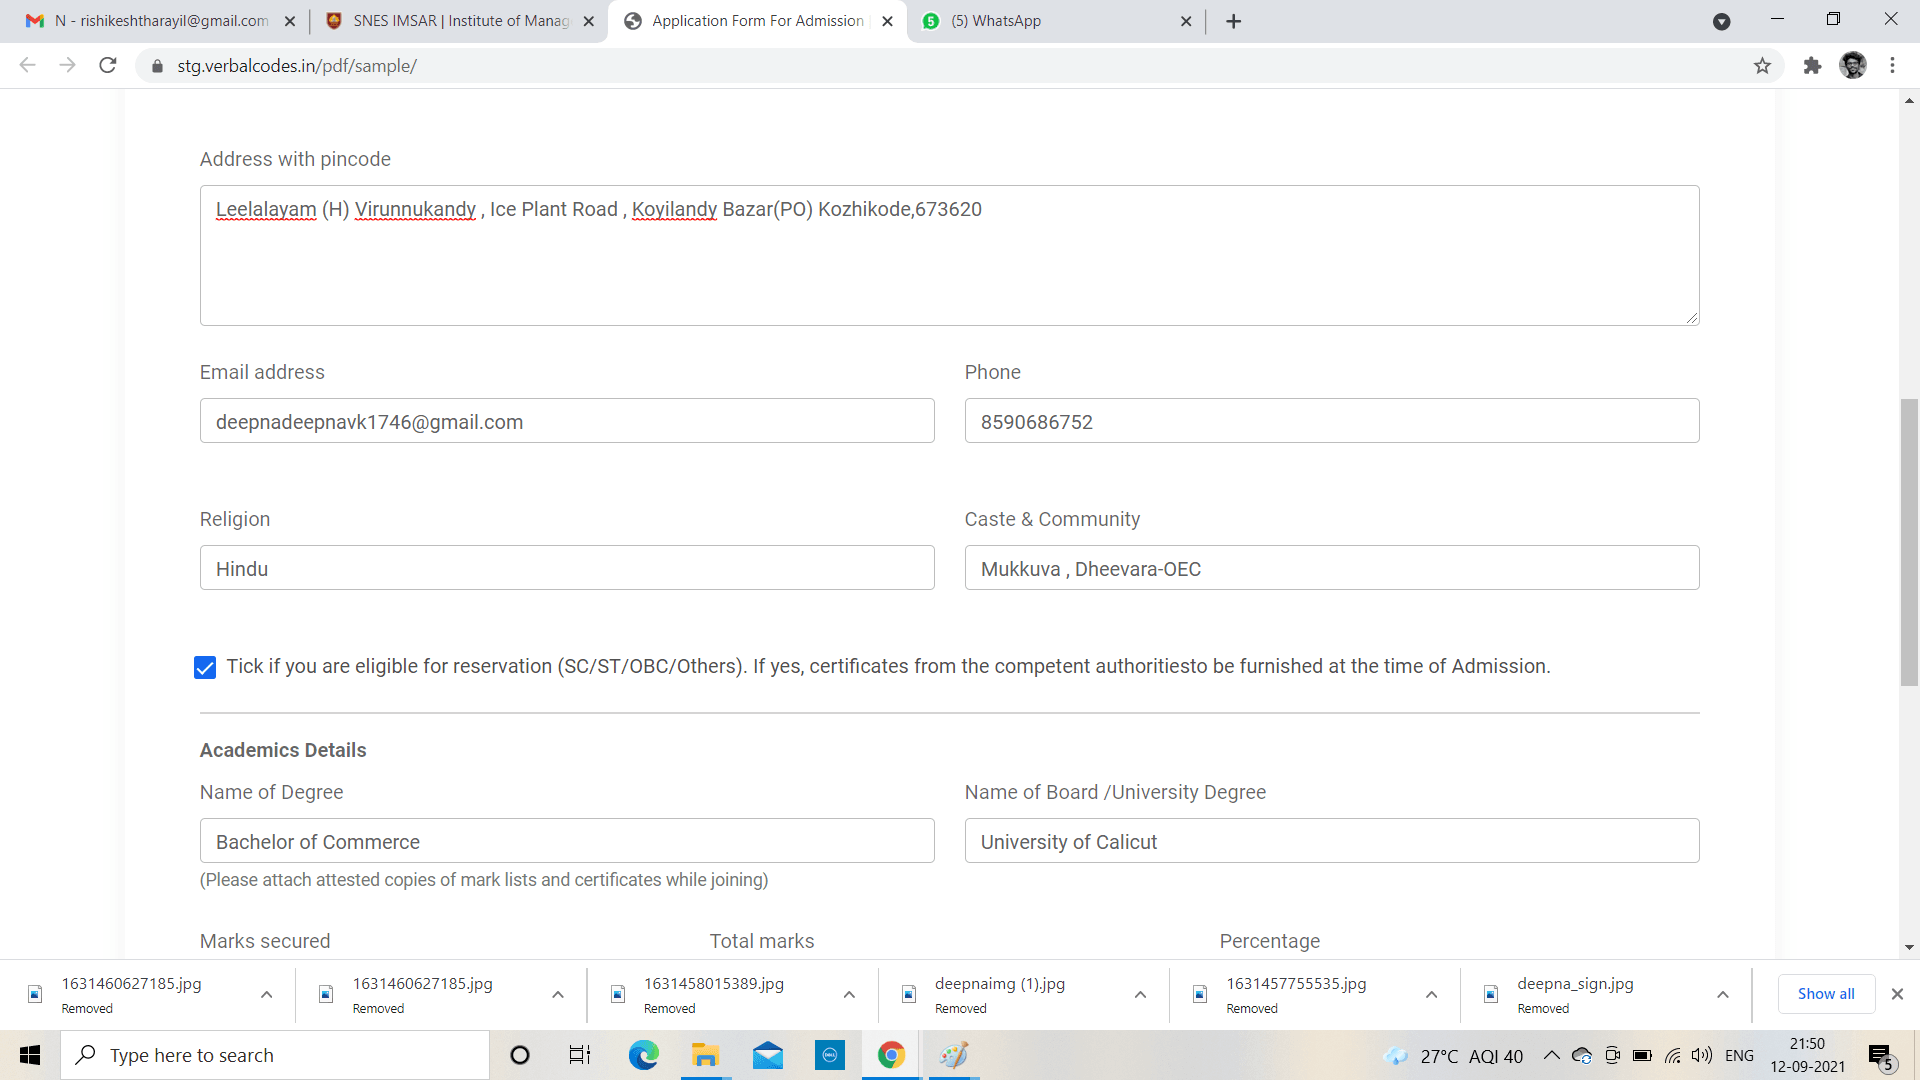 N - rishikeshtharayil@gmail.com
SNES IMSAR | Institute of Manag
Application Form For Admission
(5) WhatsApp
stg.verbalcodes.in/pdf/sample/
Address with pincode
Leelalayam (H) Virunnukandy , Ice Plant Road , Koyilandy Bazar(PO) Kozhikode,673620
Email address
Phone
deepnadeepnavk1746@gmail.com
8590686752
Religion
Caste & Community
Hindu
Mukkuva , Dheevara-OEC
Tick if you are eligible for reservation (SC/ST/OBC/Others). If yes, certificates from the competent authoritiesto be furnished at the time of Admission.
Academics Details
Name of Degree
Name of Board /University Degree
Bachelor of Commerce
University of Calicut
(Please attach attested copies of mark lists and certificates while joining)
Marks secured
Total marks
Percentage
1631460627185.jpg
Removed
1631460627185.jpg
Removed
1631458015389.jpg
Removed
deepnaimg (1).jpg
Removed
1631457755535.jpg
Removed
deepna_sign.jpg
Removed
Show all
Type here to search
DELL
27°C AQI 40
ENG
21:50
12-09-2021
5